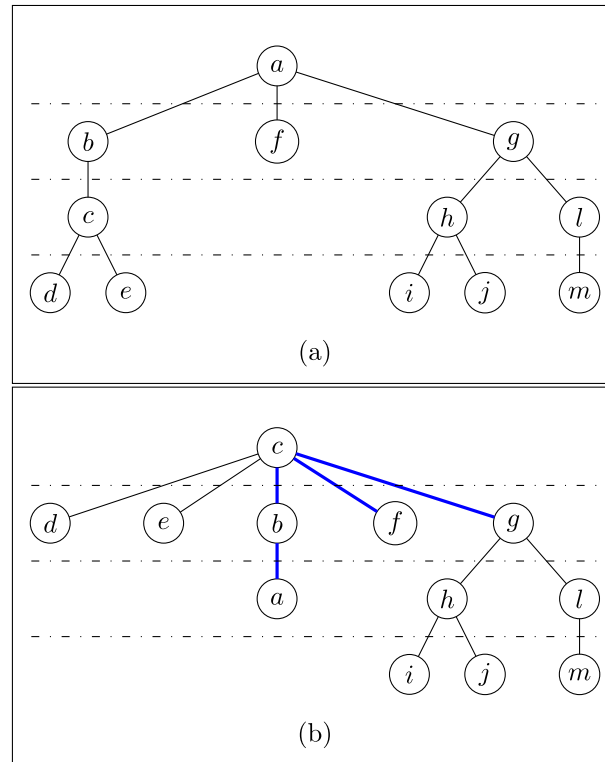 a
b f g
c h l
d e i j m
(a)
c
d e b f g
a h l
i j m
(b)